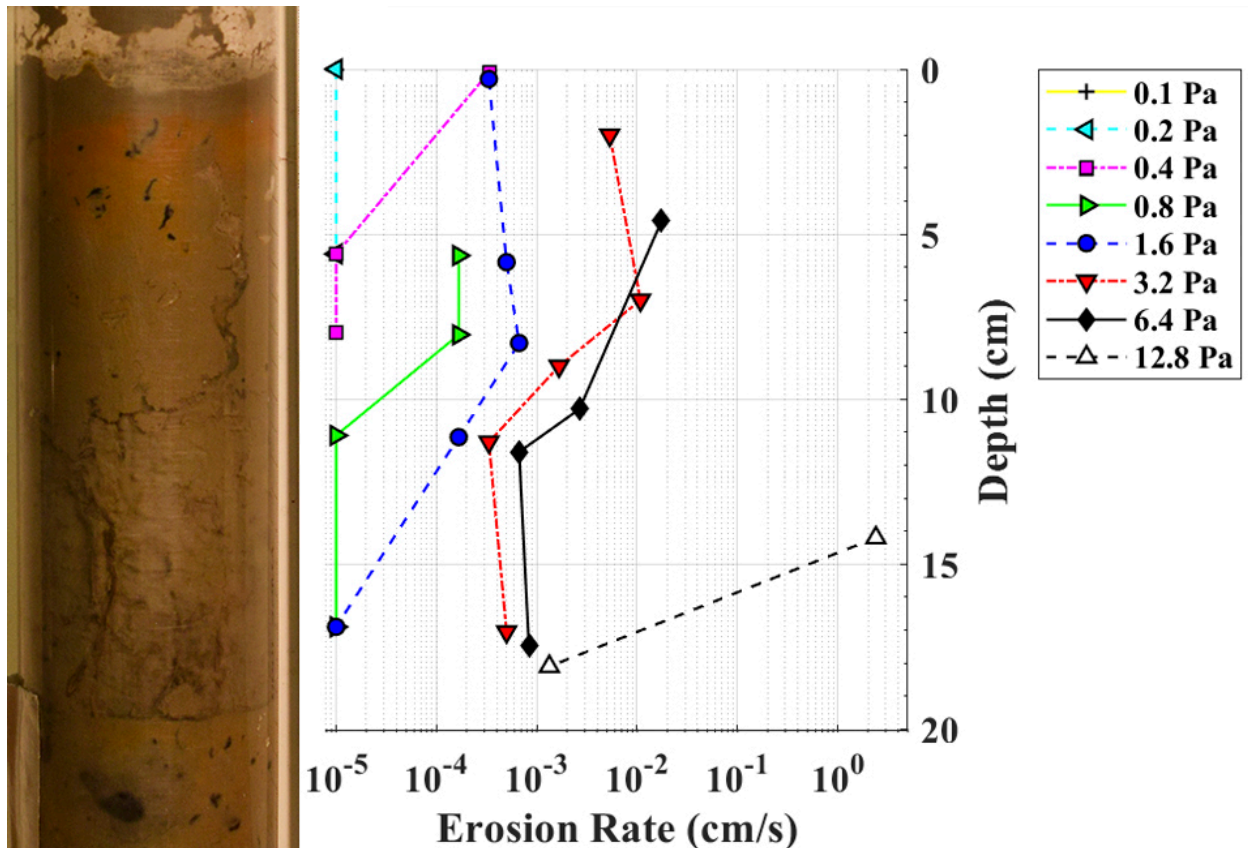 0
5
10
15
20
Depth (cm)
10^-5
10^-4
10^-3
10^-2
10^-1
10^0
Erosion Rate (cm/s)
0.1 Pa
0.2 Pa
0.4 Pa
0.8 Pa
1.6 Pa
3.2 Pa
6.4 Pa
12.8 Pa